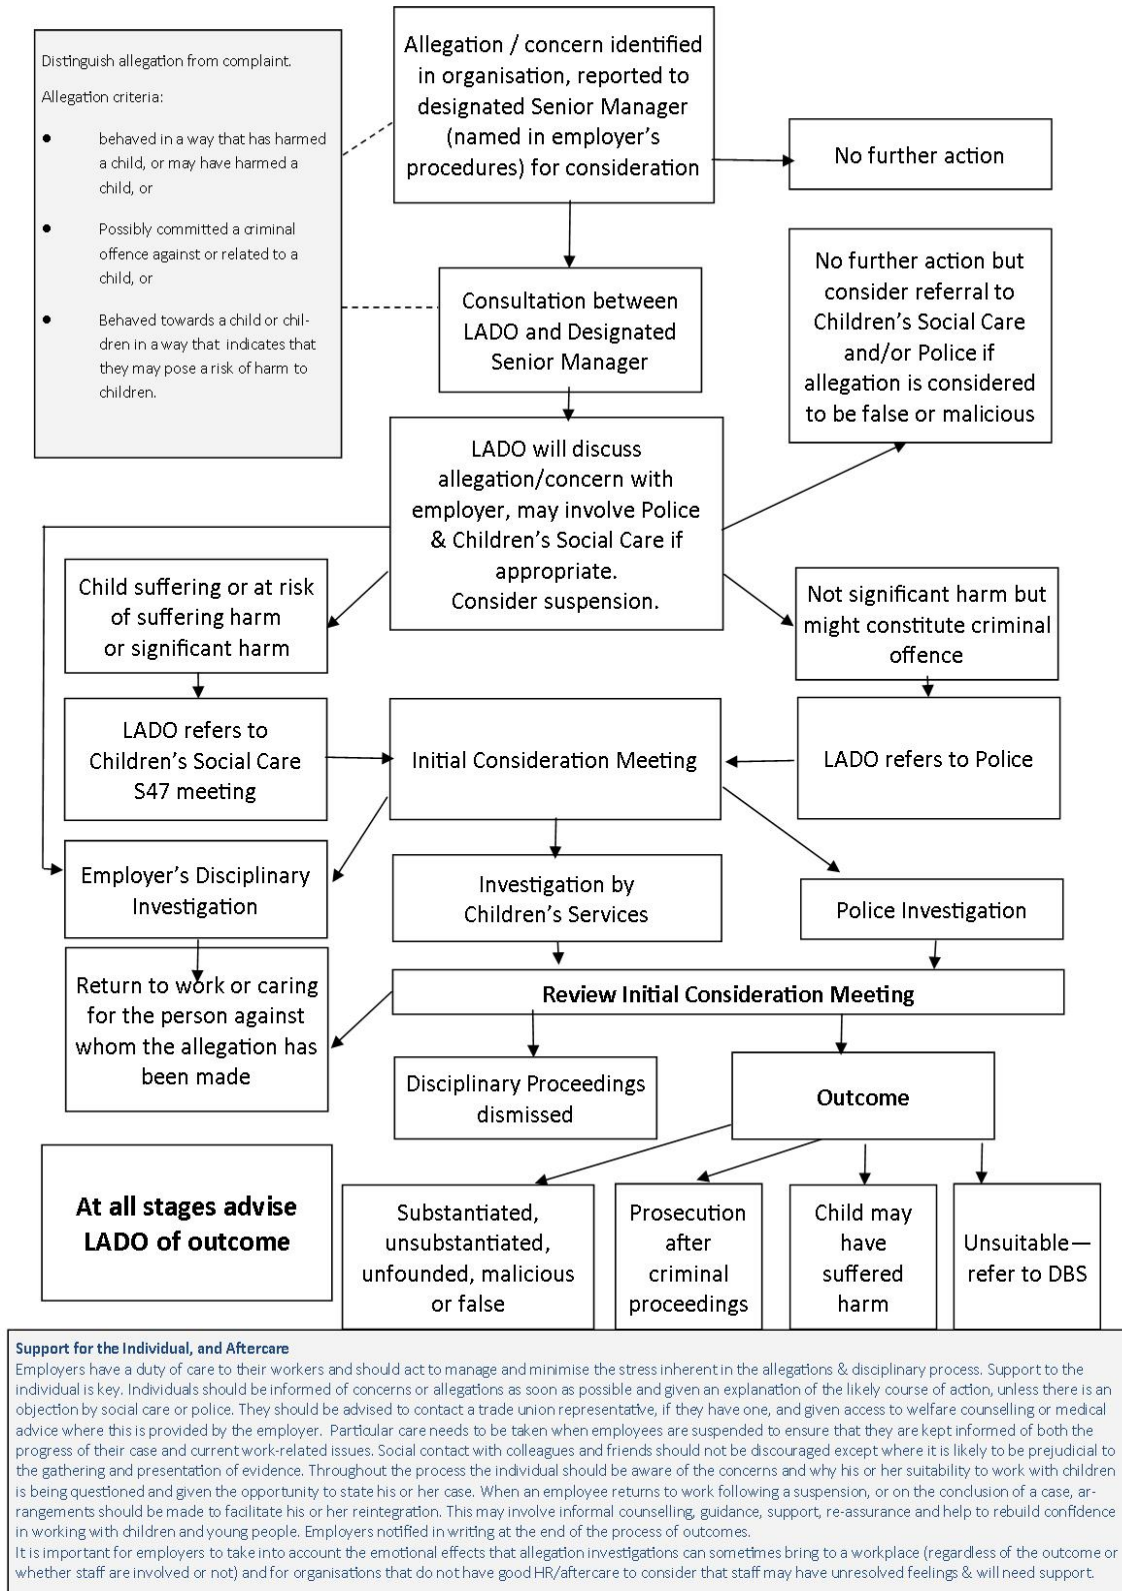 Distinguish allegation from complaint.
Allegation criteria:
● behaved in a way that has harmed
a child, or may have harmed a
child, or
● Possibly committed a criminal
offence against or related to a
child, or
● Behaved towards a child or chil-
dren in a way that indicates that
they may pose a risk of harm to
children.
Allegation / concern identified
in organisation, reported to
designated Senior Manager
(named in employer's
procedures) for consideration
No further action
Consultation between
LADO and Designated
Senior Manager
No further action but
consider referral to
Children's Social Care
and/or Police if
allegation is considered
to be false or malicious
LADO will discuss
allegation/concern with
employer, may involve Police
& Children's Social Care if
appropriate.
Consider suspension.
Child suffering or at risk
of suffering harm
or significant harm
Not significant harm but
might constitute criminal
offence
LADO refers to
Children's Social Care
S47 meeting
Initial Consideration Meeting
LADO refers to Police
Employer's Disciplinary
Investigation
Investigation by
Children's Services
Police Investigation
Return to work or caring
for the person against
whom the allegation has
been made
Review Initial Consideration Meeting
Disciplinary Proceedings
dismissed
Outcome
At all stages advise
LADO of outcome
Substantiated,
unsubstantiated,
unfounded, malicious
or false
Prosecution
after
criminal
proceedings
Child may
have
suffered
harm
Unsuitable—
refer to DBS
Support for the Individual, and Aftercare
Employers have a duty of care to their workers and should act to manage and minimise the stress inherent in the allegations & disciplinary process. Support to the
individual is key. Individuals should be informed of concerns or allegations as soon as possible and given an explanation of the likely course of action, unless there is an
objection by social care or police. They should be advised to contact a trade union representative, if they have one, and given access to welfare counselling or medical
advice where this is provided by the employer. Particular care needs to be taken when employees are suspended to ensure that they are kept informed of both the
progress of their case and current work-related issues. Social contact with colleagues and friends should not be discouraged except where it is likely to be prejudicial to
the gathering and presentation of evidence. Throughout the process the individual should be aware of the concerns and why his or her suitability to work with children
is being questioned and given the opportunity to state his or her case. When an employee returns to work following a suspension, or on the conclusion of a case, ar-
rangements should be made to facilitate his or her reintegration. This may involve informal counselling, guidance, support, re-assurance and help to rebuild confidence
in working with children and young people. Employers notified in writing at the end of the process of outcomes.
It is important for employers to take into account the emotional effects that allegation investigations can sometimes bring to a workplace (regardless of the outcome or
whether staff are involved or not) and for organisations that do not have good HR/aftercare to consider that staff may have unresolved feelings & will need support.